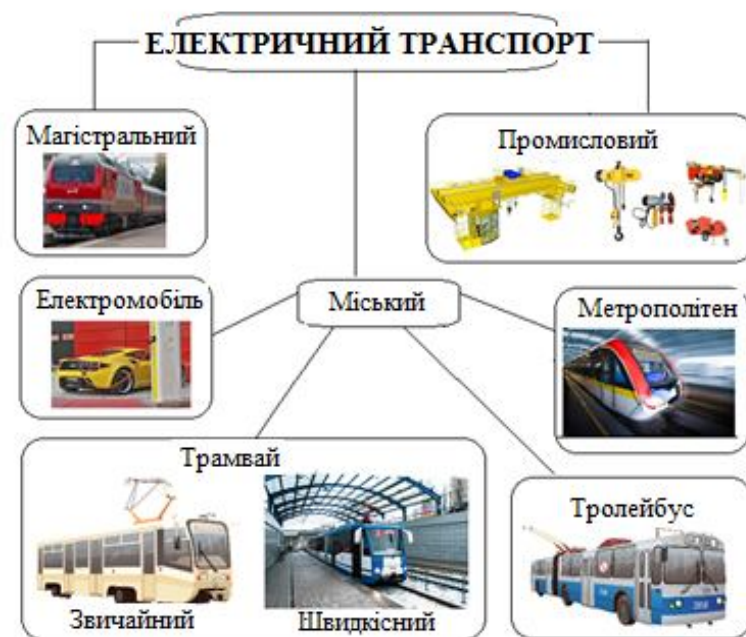 ЕЛЕКТРИЧНИЙ ТРАНСПОРТ
Магістральний
Промисловий
Електромобіль
Міський
Метрополітен
Трамвай
Звичайний
Швидкісний
Тролейбус